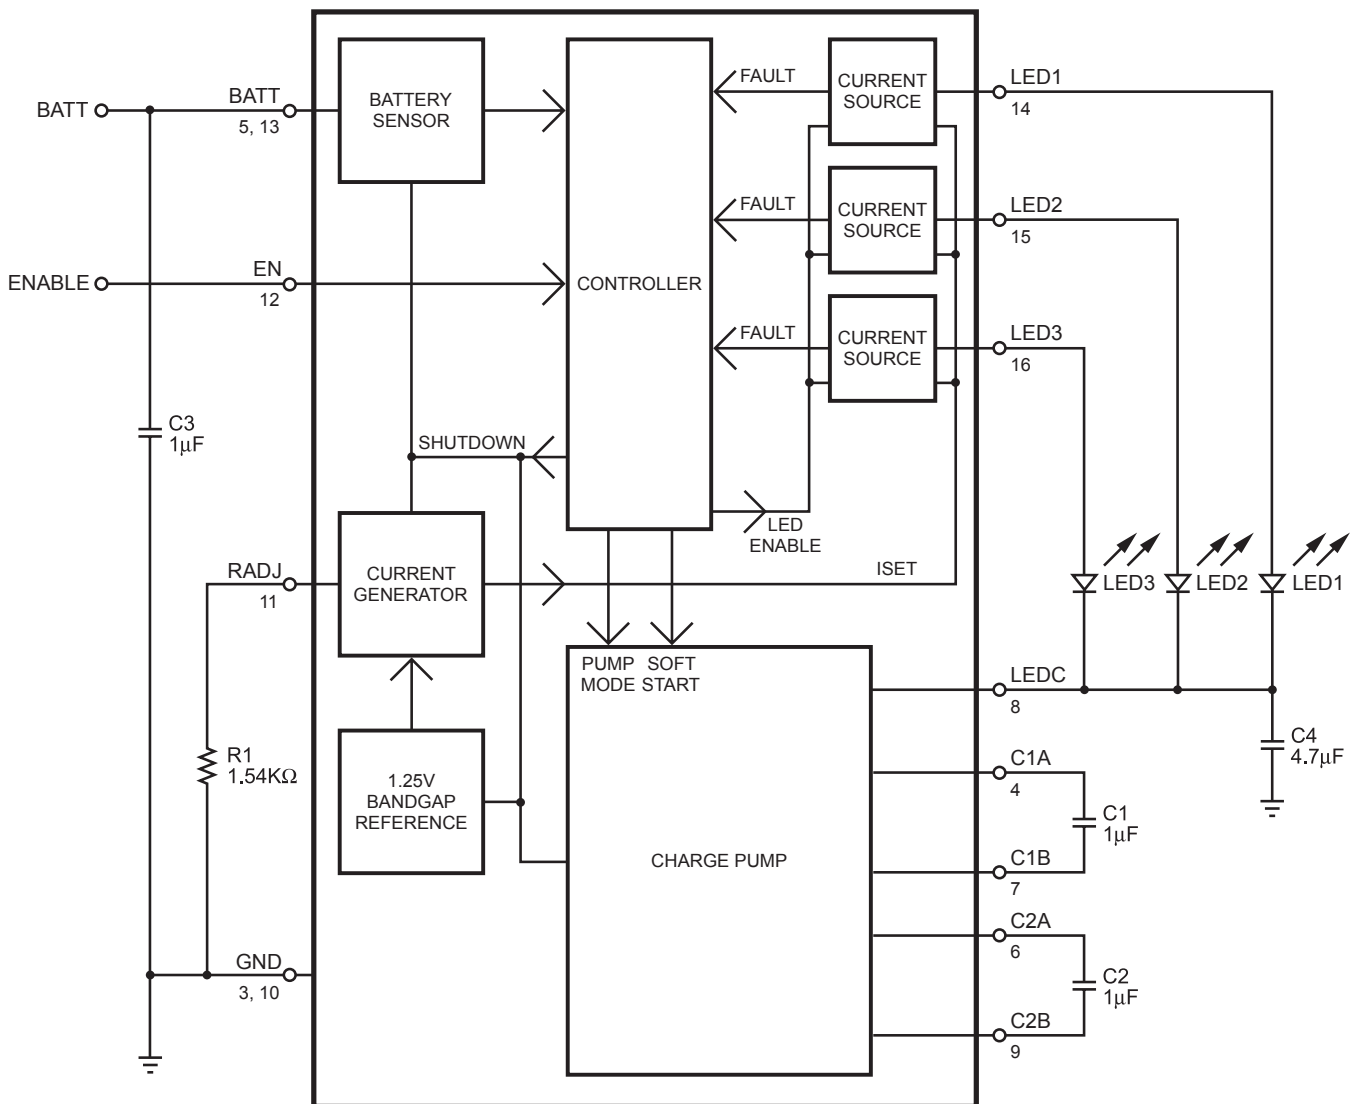 BATT
BATT
5, 13
BATTERY
SENSOR
FAULT
CURRENT
SOURCE
LED1
14
FAULT
CURRENT
SOURCE
LED2
15
ENABLE
EN
12
CONTROLLER
FAULT
CURRENT
SOURCE
LED3
16
C3
1µF
SHUTDOWN
LED
ENABLE
RADJ
11
CURRENT
GENERATOR
ISET
LED3
LED2
LED1
PUMP
MODE
SOFT
START
LEDC
8
R1
1.54KΩ
1.25V
BANDGAP
REFERENCE
C4
4.7µF
C1A
4
C1
1µF
CHARGE PUMP
C1B
7
C2A
6
GND
3, 10
C2
1µF
C2B
9